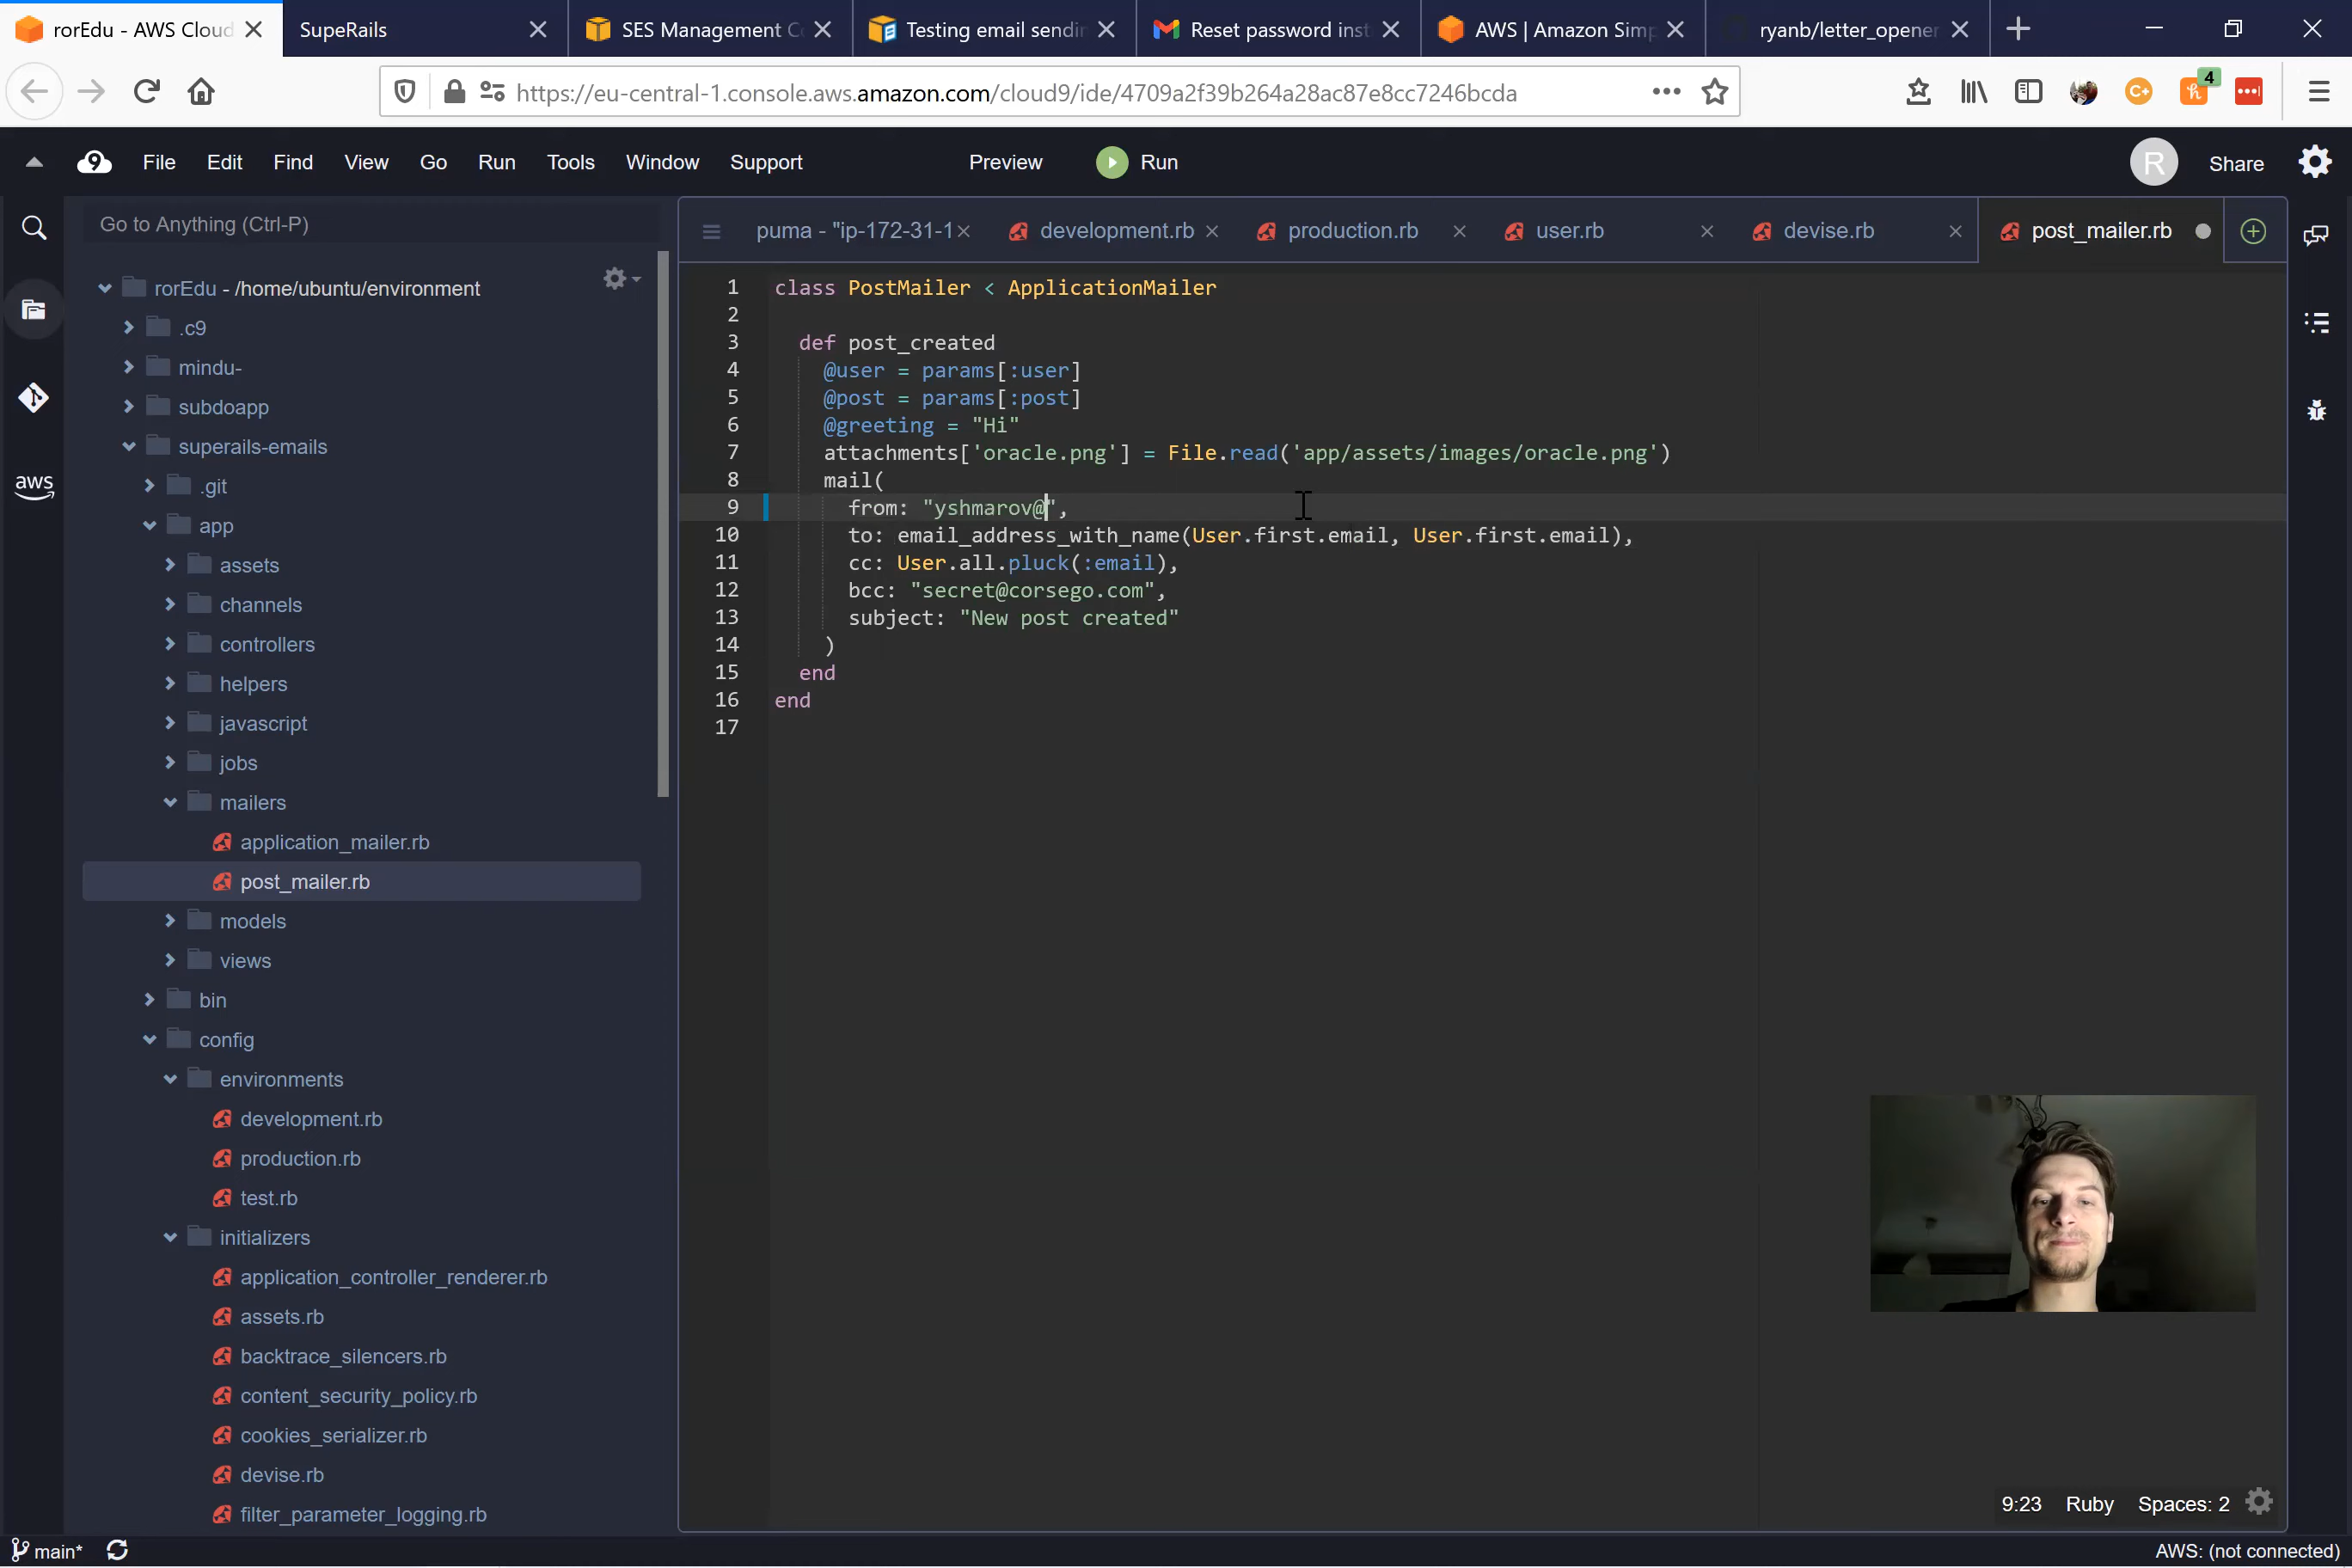 rorEdu - AWS Cloud
SupeRails
SES Management C
Testing email sendin
Reset password inst
AWS | Amazon Simp
ryanb/letter_opener
https://eu-central-1.console.aws.amazon.com/cloud9/ide/4709a2f39b264a28ac87e8cc7246bcda
4
File Edit Find View Go Run Tools Window Support Preview Run
R Share
Go to Anything (Ctrl-P)
puma - "ip-172-31-1
development.rb
production.rb
user.rb
devise.rb
post_mailer.rb
aws
rorEdu - /home/ubuntu/environment
.c9
mindu-
subdoapp
superails-emails
.git
app
assets
channels
controllers
helpers
javascript
jobs
mailers
application_mailer.rb
post_mailer.rb
models
views
bin
config
environments
development.rb
production.rb
test.rb
initializers
application_controller_renderer.rb
assets.rb
backtrace_silencers.rb
content_security_policy.rb
cookies_serializer.rb
devise.rb
filter_parameter_logging.rb
1 class PostMailer < ApplicationMailer
2
3 def post_created
4 @user = params[:user]
5 @post = params[:post]
6 @greeting = "Hi"
7 attachments['oracle.png'] = File.read('app/assets/images/oracle.png')
8 mail(
9 from: "yshmarov@",
10 to: email_address_with_name(User.first.email, User.first.email),
11 cc: User.all.pluck(:email),
12 bcc: "secret@corsego.com",
13 subject: "New post created"
14 )
15 end
16 end
17
9:23 Ruby Spaces: 2
main*
AWS: (not connected)